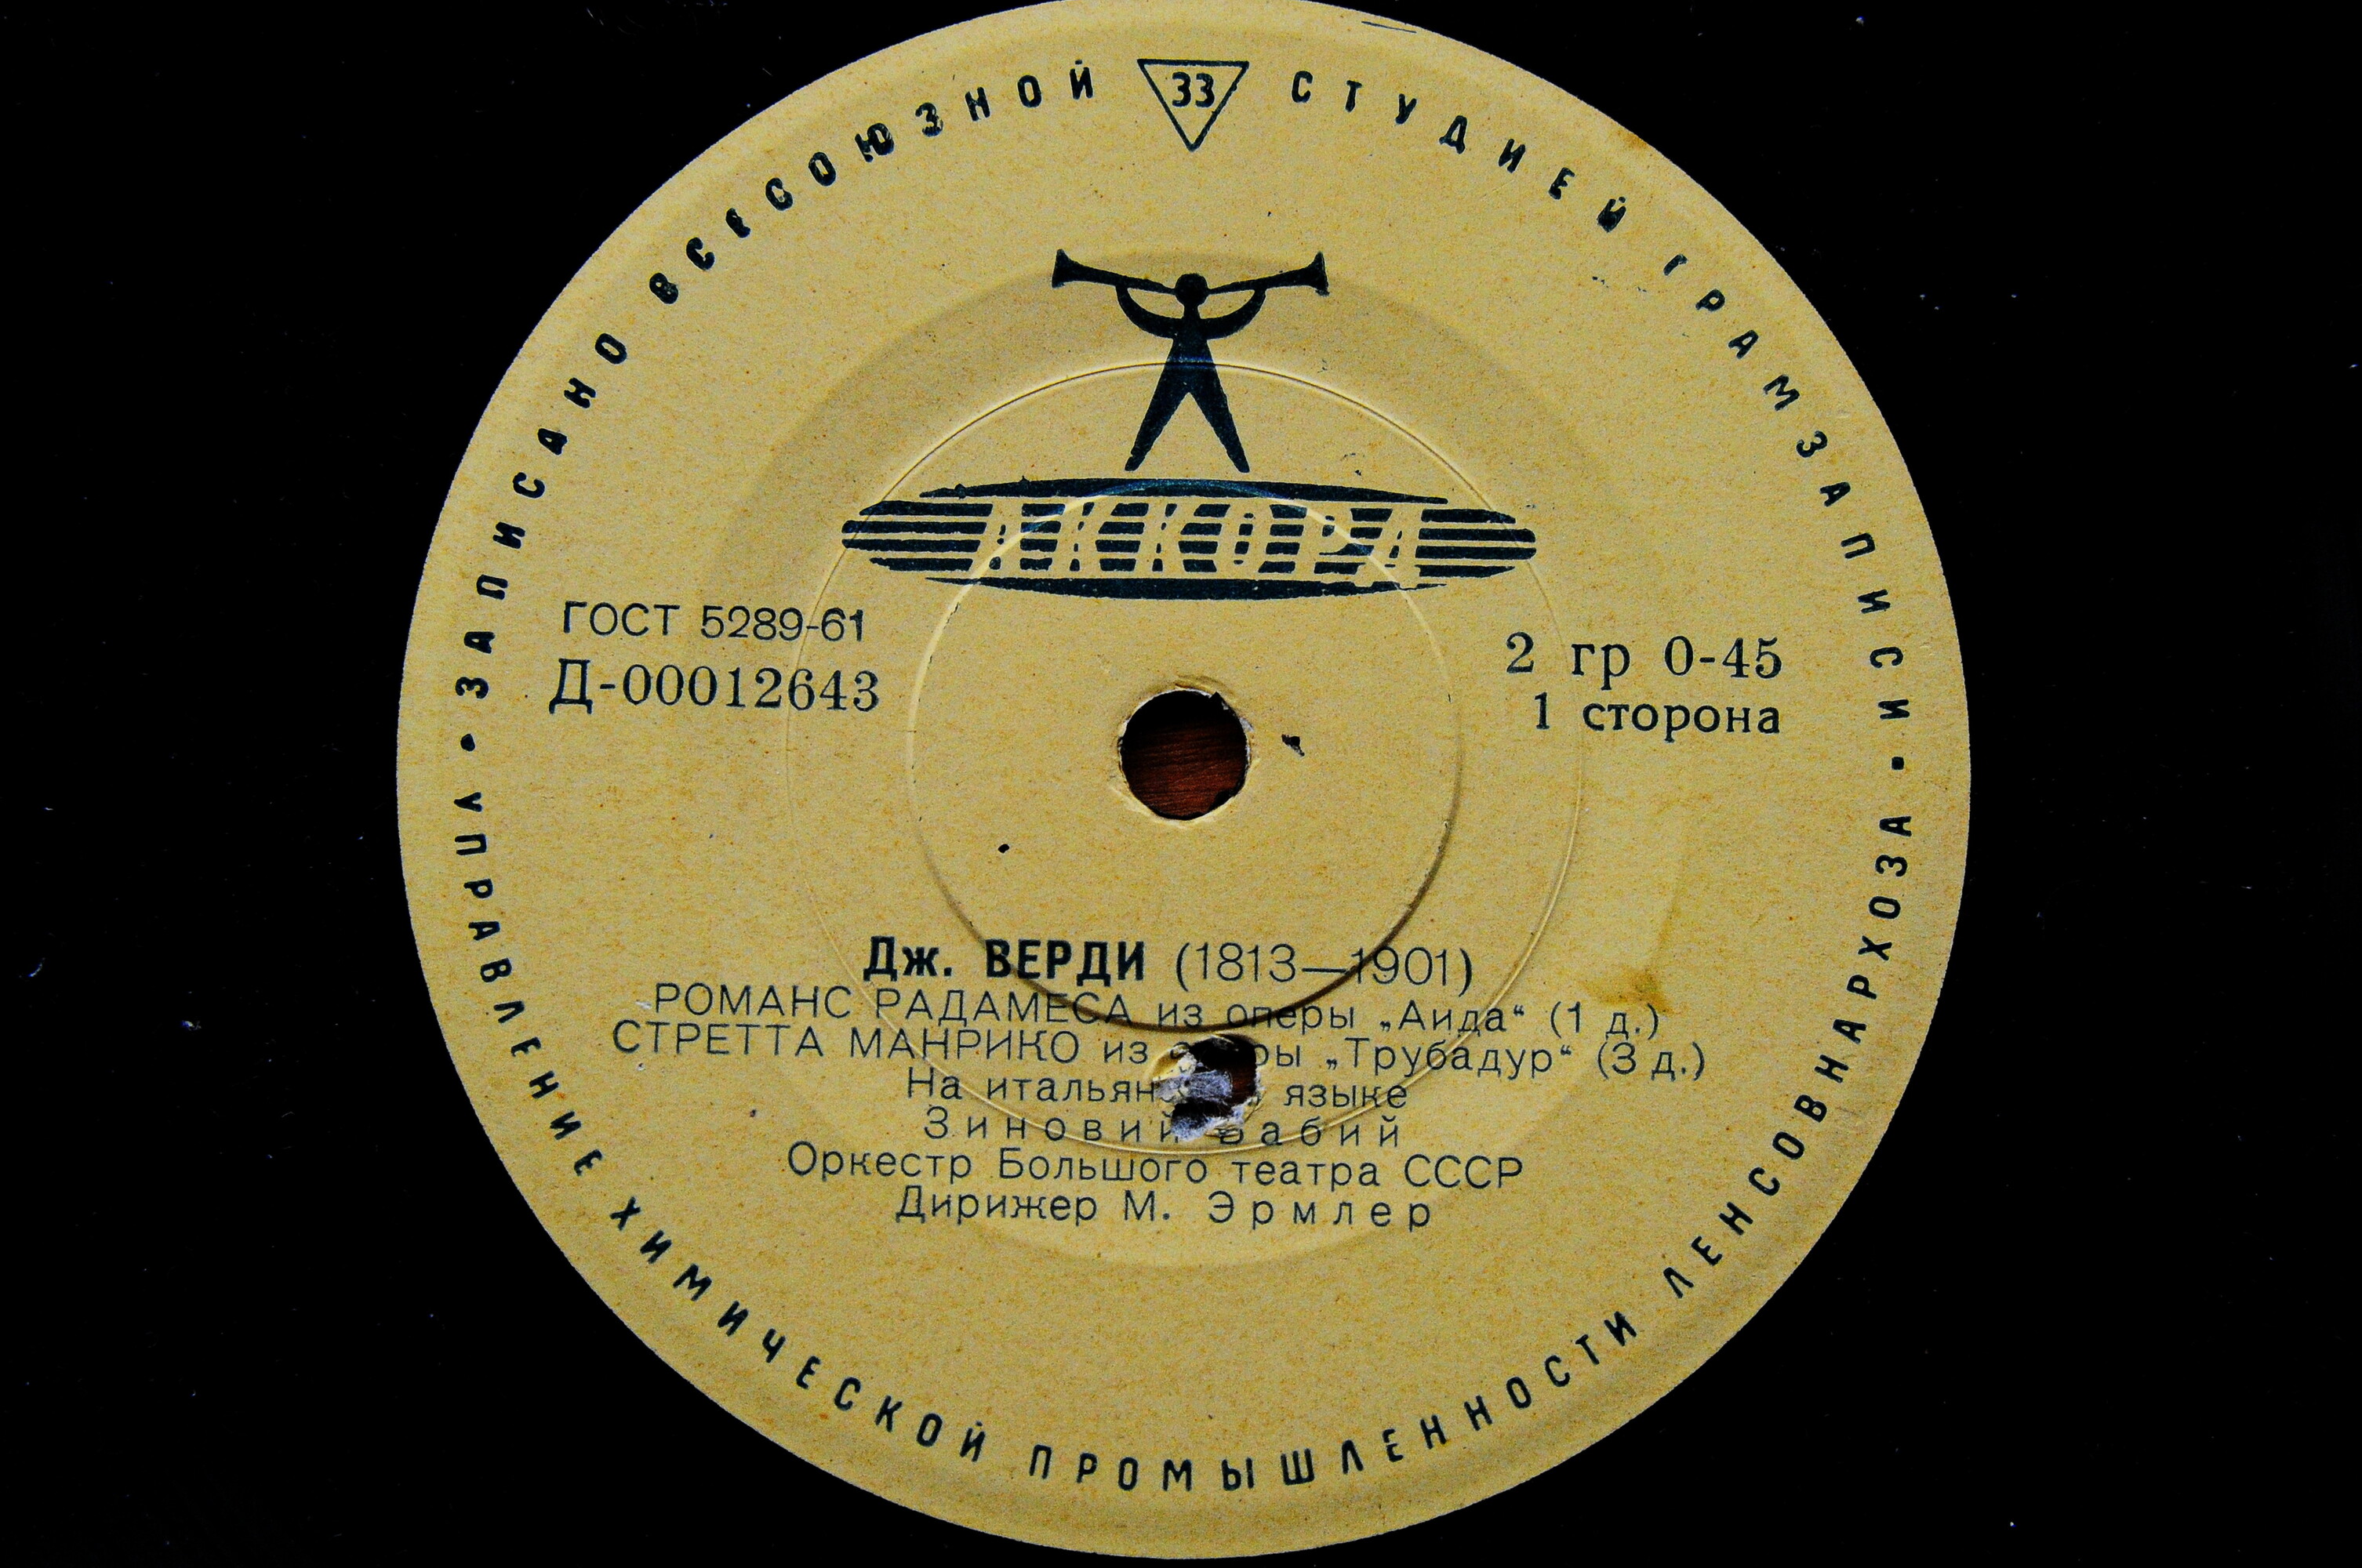 ЗАПИСАНО ВСЕСОЮЗНОЙ СТУДИЕЙ ГРАМЗАПИСИ •
33
АККОРД
ГОСТ 5289-61
Д-00012643
2 гр 0-45
1 сторона
Дж. ВЕРДИ (1813—1901)
РОМАНС РАДАМЕСА из оперы „Аида“ (1 д.)
СТРЕТТА МАНРИКО из „Трубадур“ (3 д.)
На языке
Зиновий Бабий
Оркестр Большого театра СССР
Дирижер М. Эрмлер
УПРАВЛЕНИЕ ХИМИЧЕСКОЙ ПРОМЫШЛЕННОСТИ ЛЕНСОВНАРХОЗА •